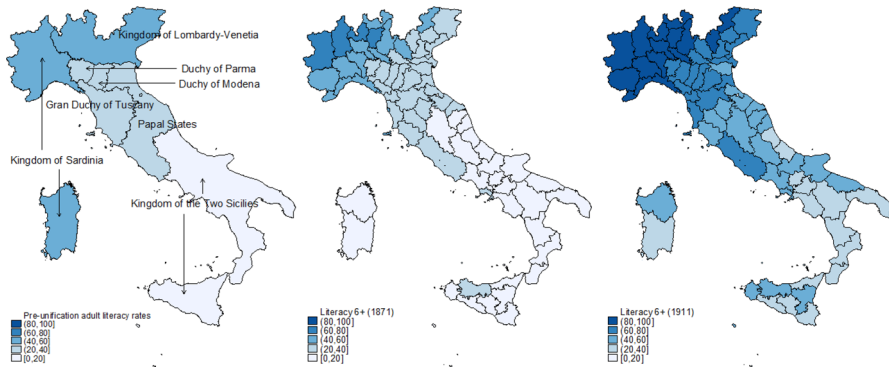 Kingdom of Lombardy-Venetia
Duchy of Parma
Duchy of Modena
Gran Duchy of Tuscany
Papal States
Kingdom of Sardinia
Kingdom of the Two Sicilies
Pre-unification adult literacy rates
(80,100]
(60,80]
(40,60]
(20,40]
[0,20]
Literacy 6+ (1871)
(80,100]
(60,80]
(40,60]
(20,40]
[0,20]
Literacy 6+ (1911)
(80,100]
(60,80]
(40,60]
(20,40]
[0,20]